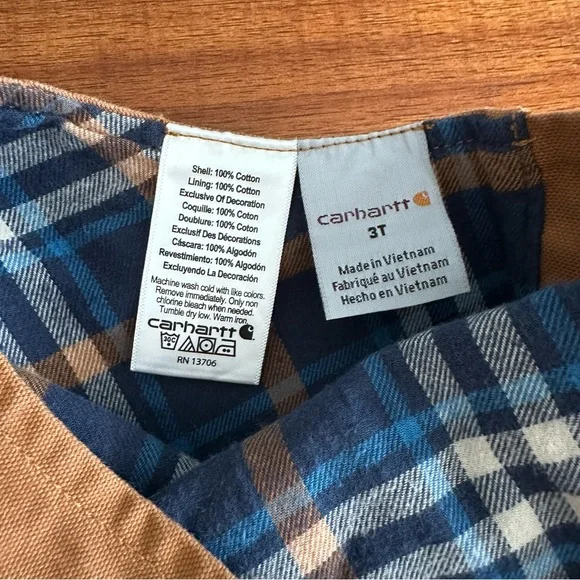 Shell: 100% Cotton
Lining: 100% Cotton
Exclusive Of Decoration
Coquille: 100% Coton
Doublure: 100% Coton
Exclusif Des Décorations
Cáscara: 100% Algodón
Revestimiento: 100% Algodón
Excluyendo La Decoración
Machine wash cold with like colors.
Remove immediately. Only non
chlorine bleach when needed.
Tumble dry low. Warm Iron.
carhartt
30C
RN 13706
carhartt
3T
Made in Vietnam
Fabriqué au Vietnam
Hecho en Vietnam